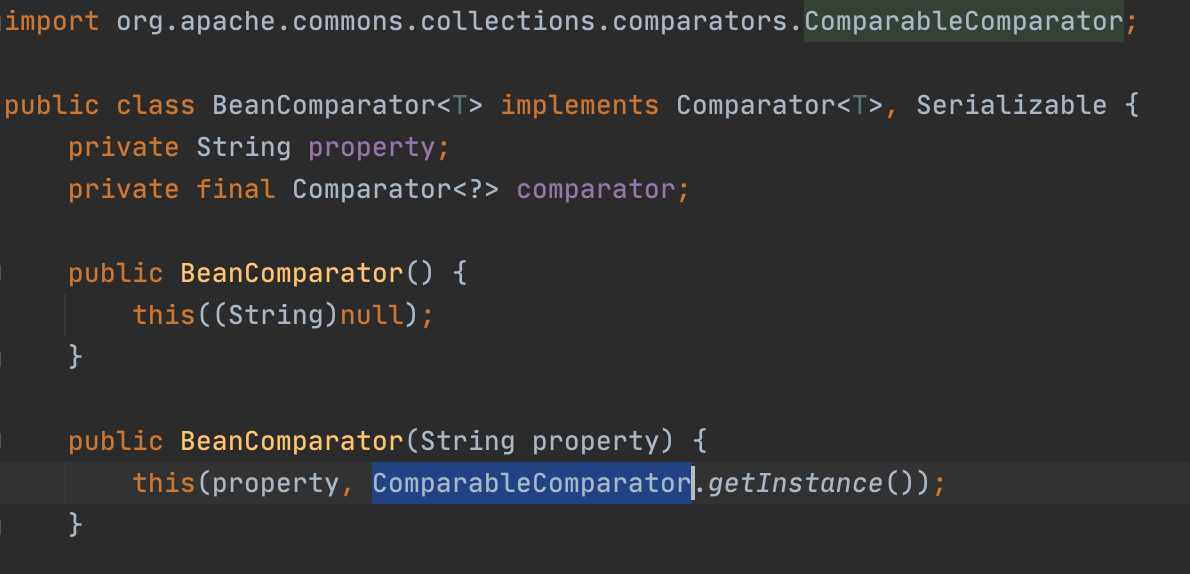 import org.apache.commons.collections.comparators.ComparableComparator;
public class BeanComparator<T> implements Comparator<T>, Serializable {
private String property;
private final Comparator<?> comparator;
public BeanComparator() {
this((String)null);
}
public BeanComparator(String property) {
this(property, ComparableComparator.getInstance());
}